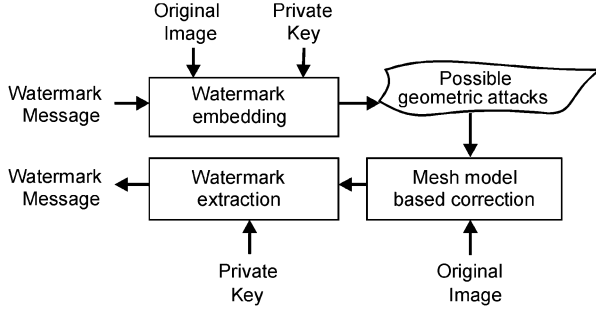 Original
Image
Private
Key
Watermark
Message
Watermark
embedding
Possible
geometric attacks
Watermark
Message
Watermark
extraction
Mesh model
based correction
Private
Key
Original
Image